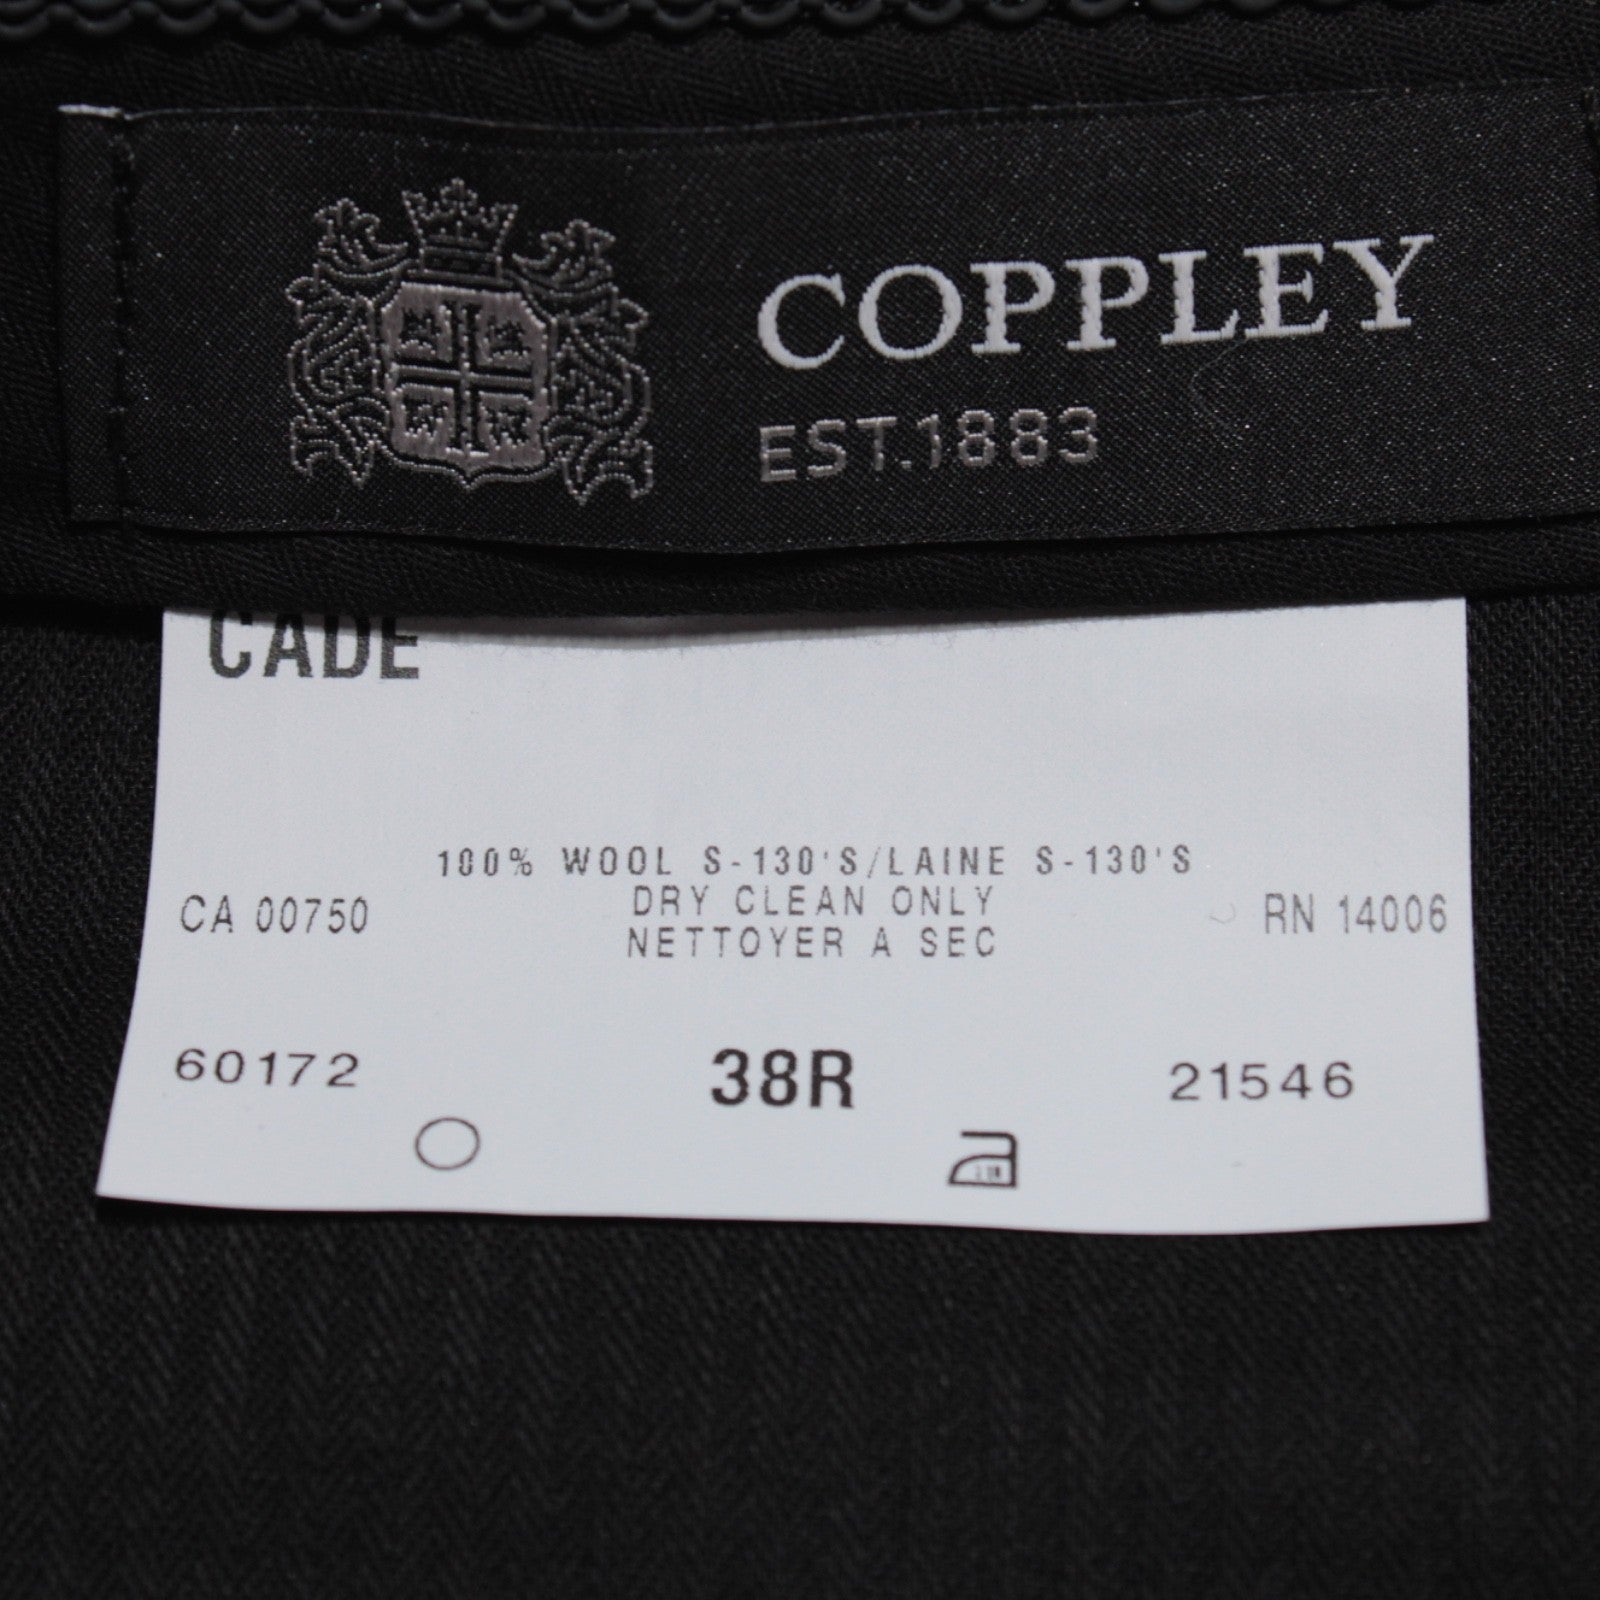 COPPLEY
EST.1883
CADE
100% WOOL S-130'S/LAINE S-130'S
DRY CLEAN ONLY
CA 00750 RN 14006
NETTOYER A SEC
60172 38R 21546